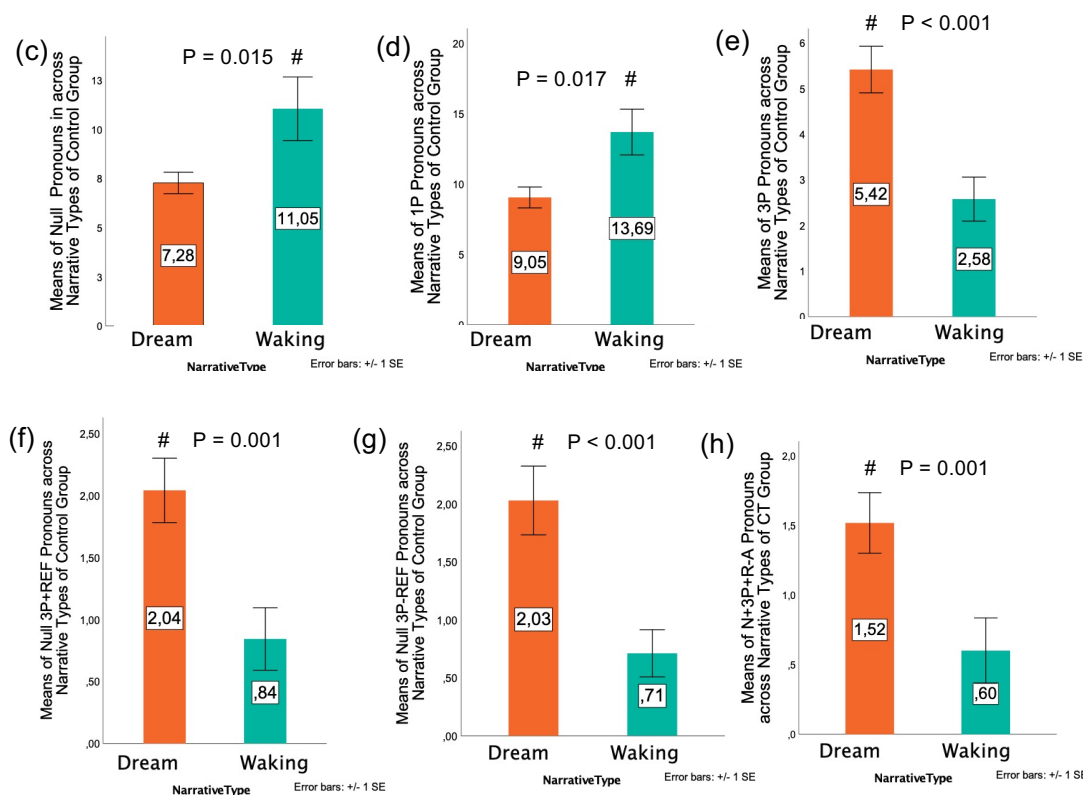 (c)
P = 0.015 #
Means of Null Pronouns in across
Narrative Types of Control Group
13
10
8
5
3
0
7,28
11,05
Dream Waking
NarrativeType
Error bars: +/- 1 SE
(d)
P = 0.017 #
Means of 1P Pronouns across
Narrative Types of Control Group
20
15
10
5
0
9,05
13,69
Dream Waking
NarrativeType
Error bars: +/- 1 SE
(e)
# P < 0.001
Means of 3P Pronouns across
Narrative Types of Control Group
6
5
4
3
2
1
0
5,42
2,58
Dream Waking
NarrativeType
Error bars: +/- 1 SE
(f)
# P = 0.001
Means of Null 3P+REF Pronouns across
Narrative Types of Control Group
2,50
2,00
1,50
1,00
,50
,00
2,04
,84
Dream Waking
NarrativeType
Error bars: +/- 1 SE
(g)
# P < 0.001
Means of Null 3P-REF Pronouns across
Narrative Types of Control Group
2,50
2,00
1,50
1,00
,50
,00
2,03
,71
Dream Waking
NarrativeType
Error bars: +/- 1 SE
(h)
# P = 0.001
Means of N+3P+R-A Pronouns
across Narrative Types of CT Group
2,0
1,5
1,0
,5
,0
1,52
,60
Dream Waking
NarrativeType
Error bars: +/- 1 SE